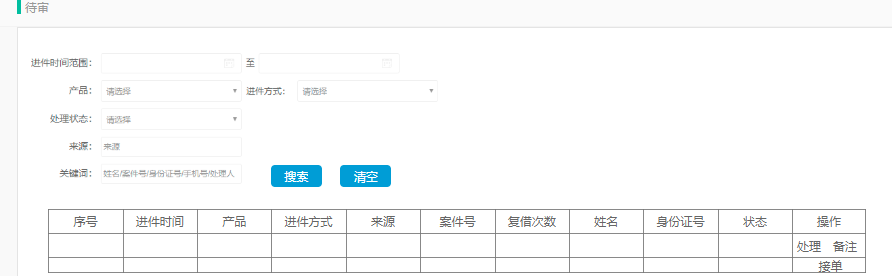 待审
进件时间范围： 至
产品： 请选择 进件方式： 请选择
处理状态： 请选择
来源： 来源
关键词： 姓名/案件号/身份证号/手机号/处理人 搜索 清空
序号 进件时间 产品 进件方式 来源 案件号 复借次数 姓名 身份证号 状态 操作
处理 备注
接单